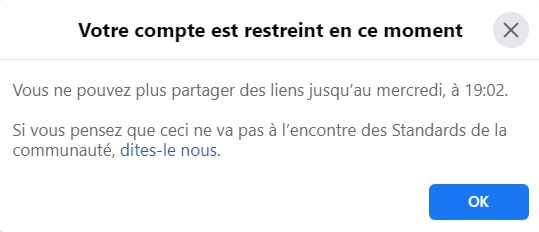 Votre compte est restreint en ce moment
Vous ne pouvez plus partager des liens jusqu’au mercredi, à 19:02.
Si vous pensez que ceci ne va pas à l’encontre des Standards de la
communauté, dites-le nous.
OK